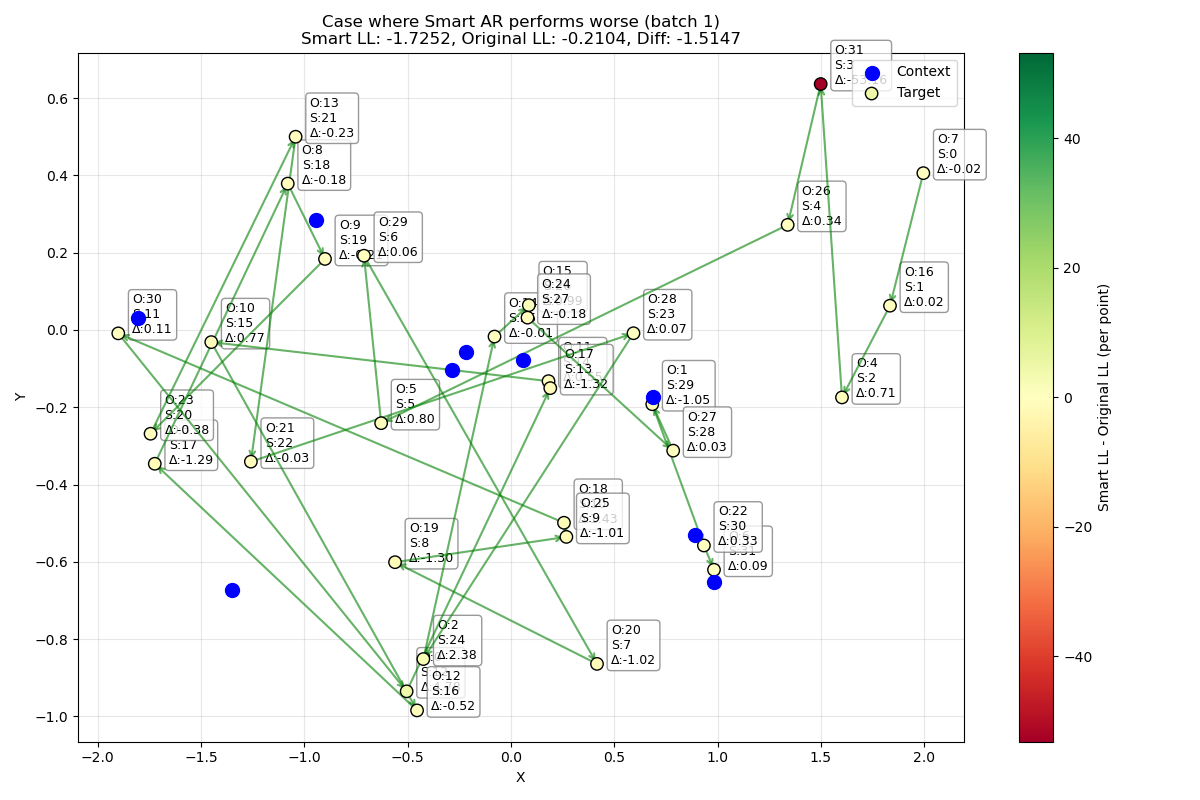 Case where Smart AR performs worse (batch 1)
Smart LL: -1.7252, Original LL: -0.2104, Diff: -1.5147
O:31
Context
Target
O:13
S:21
Δ:-0.23
O:8
S:18
Δ:-0.18
O:7
S:0
Δ:-0.02
O:26
S:4
Δ:0.34
O:9
S:19
O:29
S:6
Δ:0.06
O:16
S:1
Δ:0.02
O:15
O:24
S:27
Δ:-0.18
Δ:-0.01
O:30
S:11
Δ:0.11
O:10
S:15
Δ:0.77
O:28
S:23
Δ:0.07
O:17
S:13
Δ:-1.32
O:1
S:29
Δ:-1.05
O:4
S:2
Δ:0.71
O:5
S:5
Δ:0.80
O:23
S:20
Δ:-0.38
S:17
Δ:-1.29
O:21
S:22
Δ:-0.03
O:27
S:28
Δ:0.03
O:18
O:25
S:9
Δ:-1.01
O:19
S:8
Δ:-1.30
O:22
S:30
Δ:0.33
S:31
Δ:0.09
O:2
S:24
Δ:2.38
O:12
S:16
Δ:-0.52
O:20
S:7
Δ:-1.02
0.6
0.4
0.2
0.0
−0.2
−0.4
−0.6
−0.8
−1.0
Y
−2.0 −1.5 −1.0 −0.5 0.0 0.5 1.0 1.5 2.0
X
40
20
0
−20
−40
Smart LL - Original LL (per point)